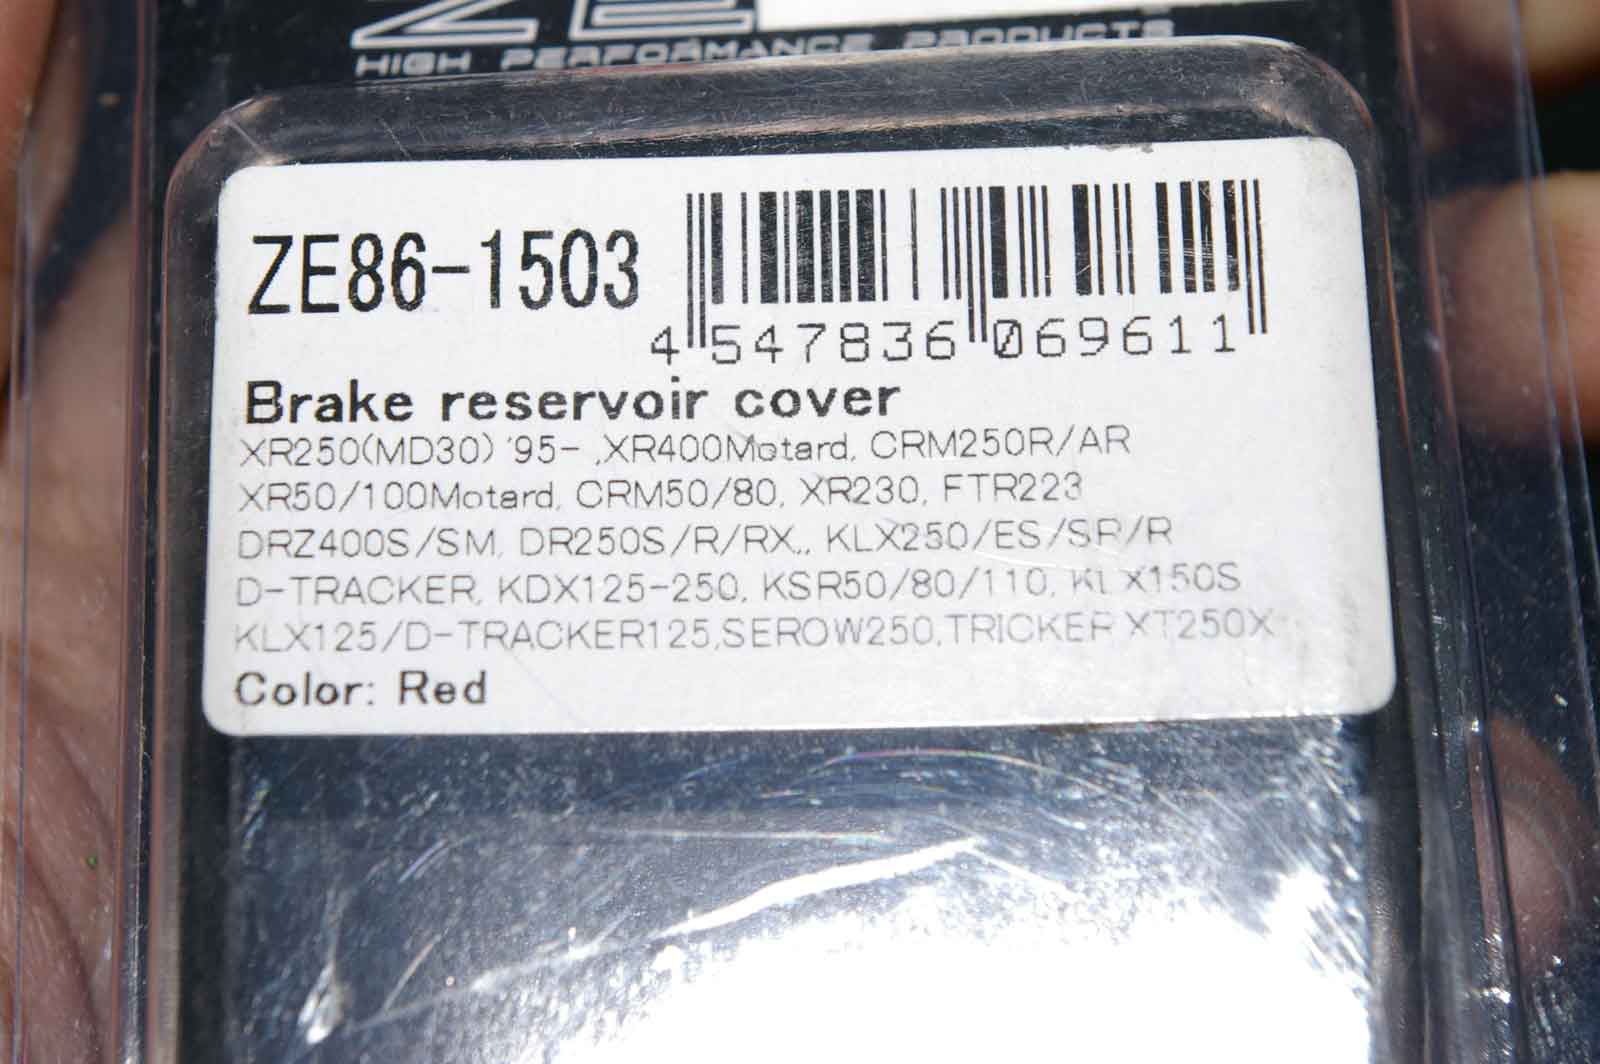 HIGH PERFORMANCE PRODUCTS
ZE86-1503
4 547836 069611
Brake reservoir cover
XR250(MD30) '95- ,XR400Motard, CRM250R/AR
XR50/100Motard, CRM50/80, XR230, FTR223
DRZ400S/SM, DR250S/R/RX., KLX250/ES/SR/R
D-TRACKER, KDX125-250, KSR50/80/110, KLX150S
KLX125/D-TRACKER125,SEROW250,TRICKER XT250X
Color: Red